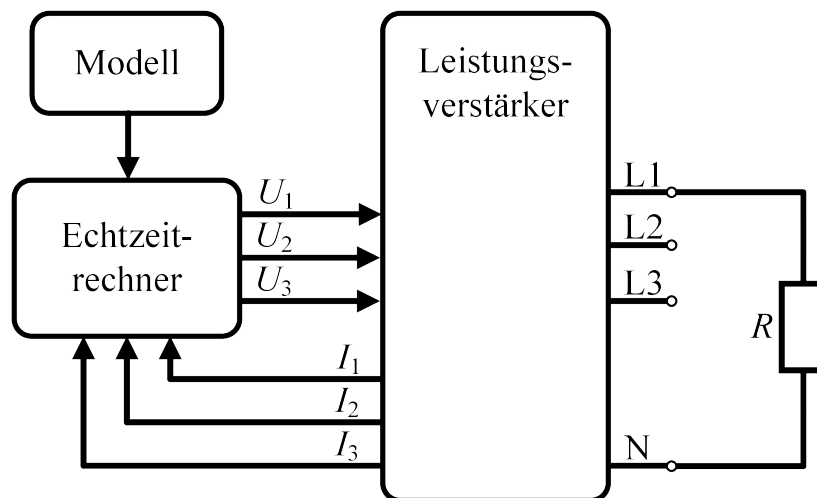 Modell
Leistungs-
verstärker
Echtzeit-
rechner
U1
U2
U3
I1
I2
I3
L1
L2
L3
N
R